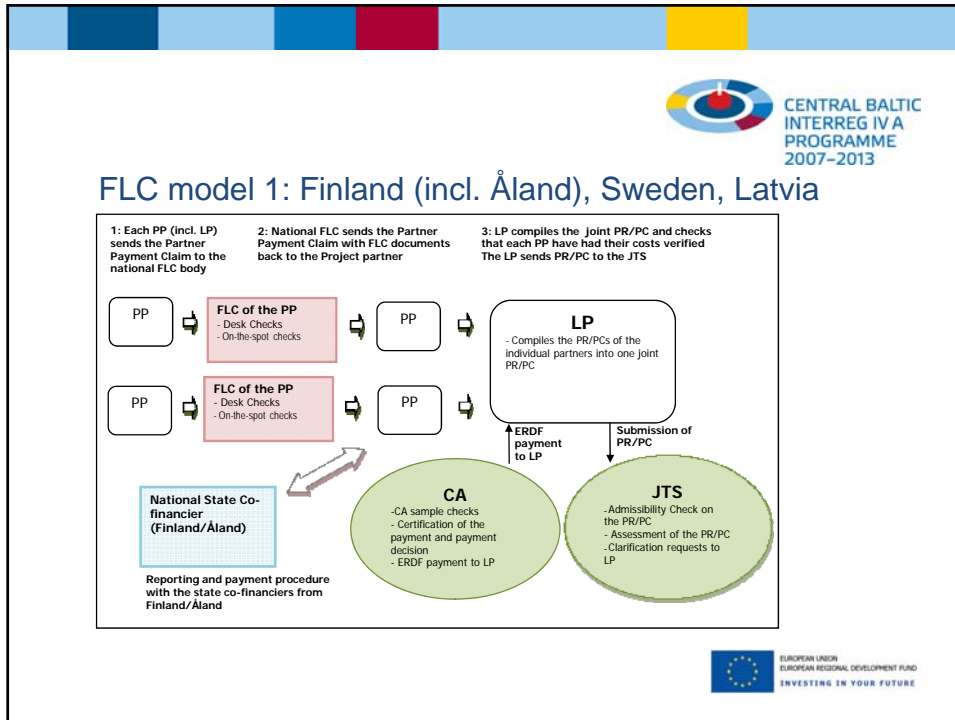 CENTRAL BALTIC
INTERREG IV A
PROGRAMME
2007–2013
FLC model 1: Finland (incl. Åland), Sweden, Latvia
1: Each PP (incl. LP)
sends the Partner
Payment Claim to the
national FLC body
2: National FLC sends the Partner
Payment Claim with FLC documents
back to the Project partner
3: LP compiles the joint PR/PC and checks
that each PP have had their costs verified
The LP sends PR/PC to the JTS
PP
FLC of the PP
- Desk Checks
- On-the-spot checks
PP
LP
- Compiles the PR/PCs of the
individual partners into one joint
PR/PC
PP
FLC of the PP
- Desk Checks
- On-the-spot checks
PP
ERDF
payment
to LP
Submission of
PR/PC
National State Co-
financier
(Finland/Åland)
CA
-CA sample checks
- Certification of the
payment and payment
decision
- ERDF payment to LP
JTS
- Admissibility Check on
the PR/PC
- Assessment of the PR/PC
- Clarification requests to
LP
Reporting and payment procedure
with the state co-financiers from
Finland/Åland
EUROPEAN UNION
EUROPEAN REGIONAL DEVELOPMENT FUND
INVESTING IN YOUR FUTURE